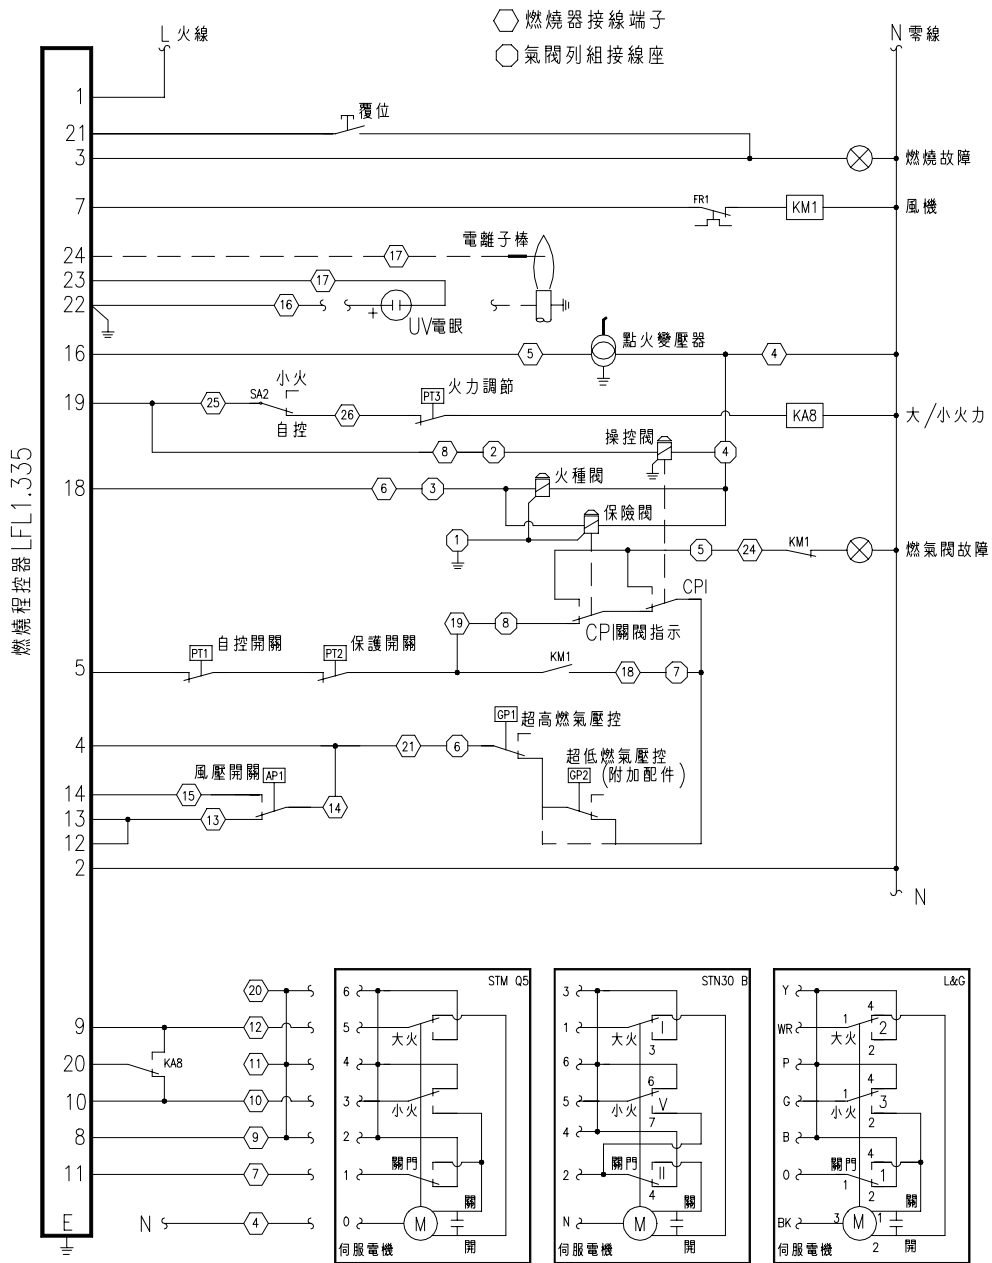 燃燒器接線端子
氣閥列組接線座
L 火線
N 零線
1
21
覆位
3
燃燒故障
7
FR1
KM1
風機
24
17
電離子棒
23
17
22
16
+
UV電眼
16
5
點火變壓器
4
19
25
SA2
小火
自控
26
PT3
火力調節
KA8
大/小火力
8
2
操控閥
4
18
6
3
火種閥
1
保險閥
5
24
KM1
燃氣閥故障
CPI
19
8
CPI關閥指示
燃燒程控器 LFL1.335
5
PT1
自控開關
PT2
保護開關
KM1
18
7
4
21
6
GP1
超高燃氣壓控
超低燃氣壓控
GP2
(附加配件)
風壓開關
AP1
14
15
14
13
13
12
2
N
20
9
12
20
KA8
11
10
10
8
9
11
7
E
N
4
STM Q5
6
5
大火
4
3
小火
2
1
關門
關
0
M
開
伺服電機
STN30 B
3
1
大火
I
3
6
6
5
小火
V
7
4
2
關門
II
4
關
N
M
開
伺服電機
L&G
Y
4
WR
1
2
大火
2
P
4
G
1
3
小火
2
B
4
關門
0
1
1
2
關
BK
3
M
1
2
開
伺服電機